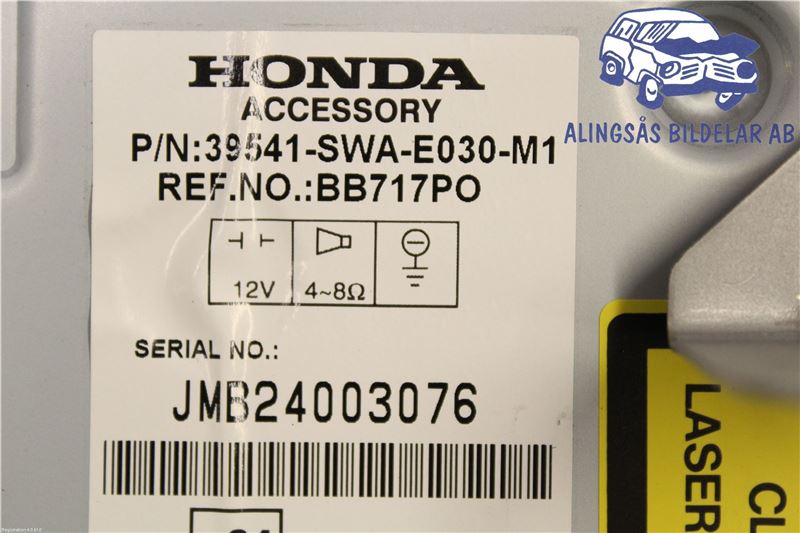 HONDA
ACCESSORY
P/N:39541-SWA-E030-M1
REF.NO.:BB717PO
12V
4~8Ω
SERIAL NO.:
JMB24003076
ALINGSÅS BILDELAR AB
LASER